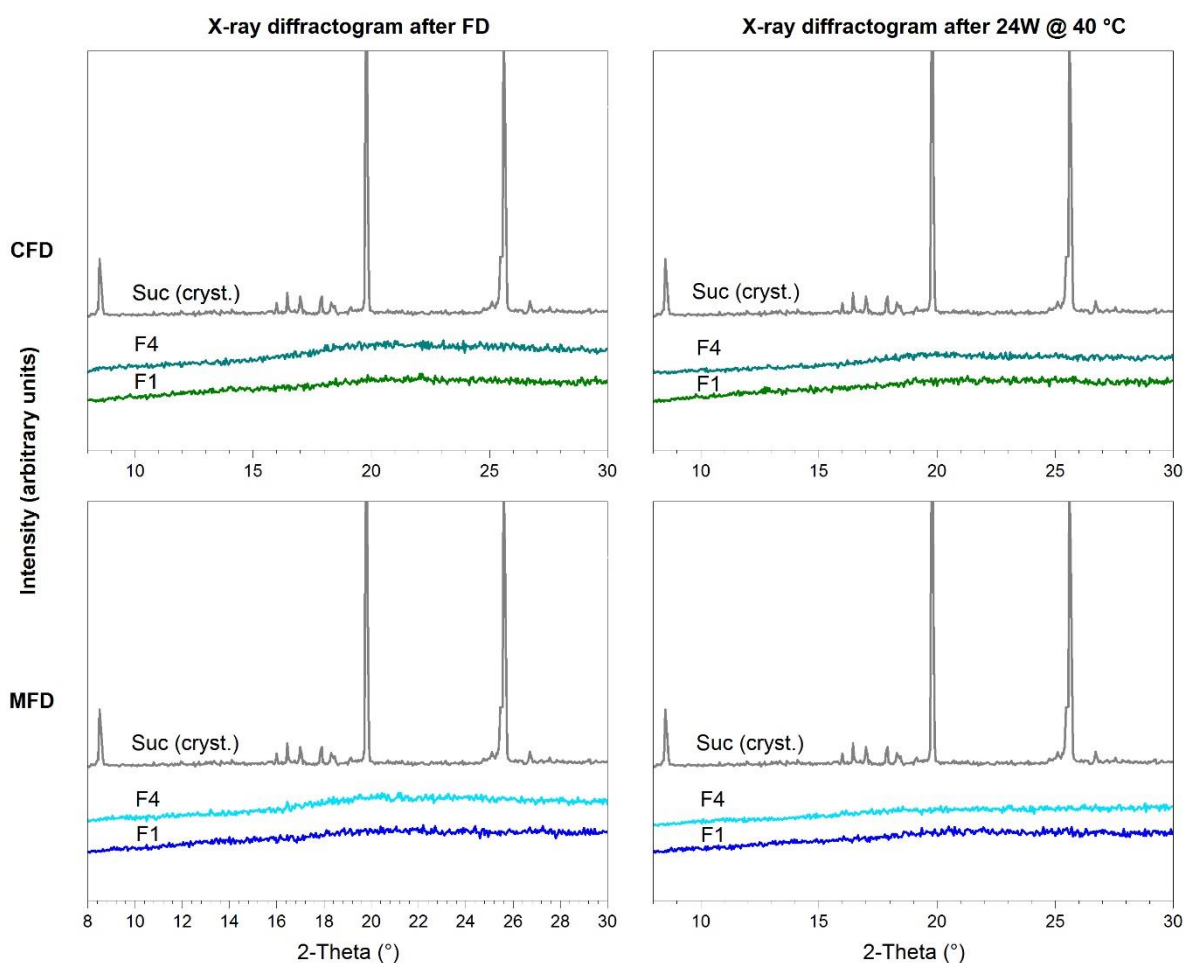 X-ray diffractogram after FD
X-ray diffractogram after 24W @ 40 °C
CFD
Suc (cryst.)
F4
F1
10 15 20 25 30
Suc (cryst.)
F4
F1
10 15 20 25 30
Intensity (arbitrary units)
MFD
Suc (cryst.)
F4
F1
8 10 12 14 16 18 20 22 24 26 28 30
2-Theta (°)
Suc (cryst.)
F4
F1
10 15 20 25 30
2-Theta (°)